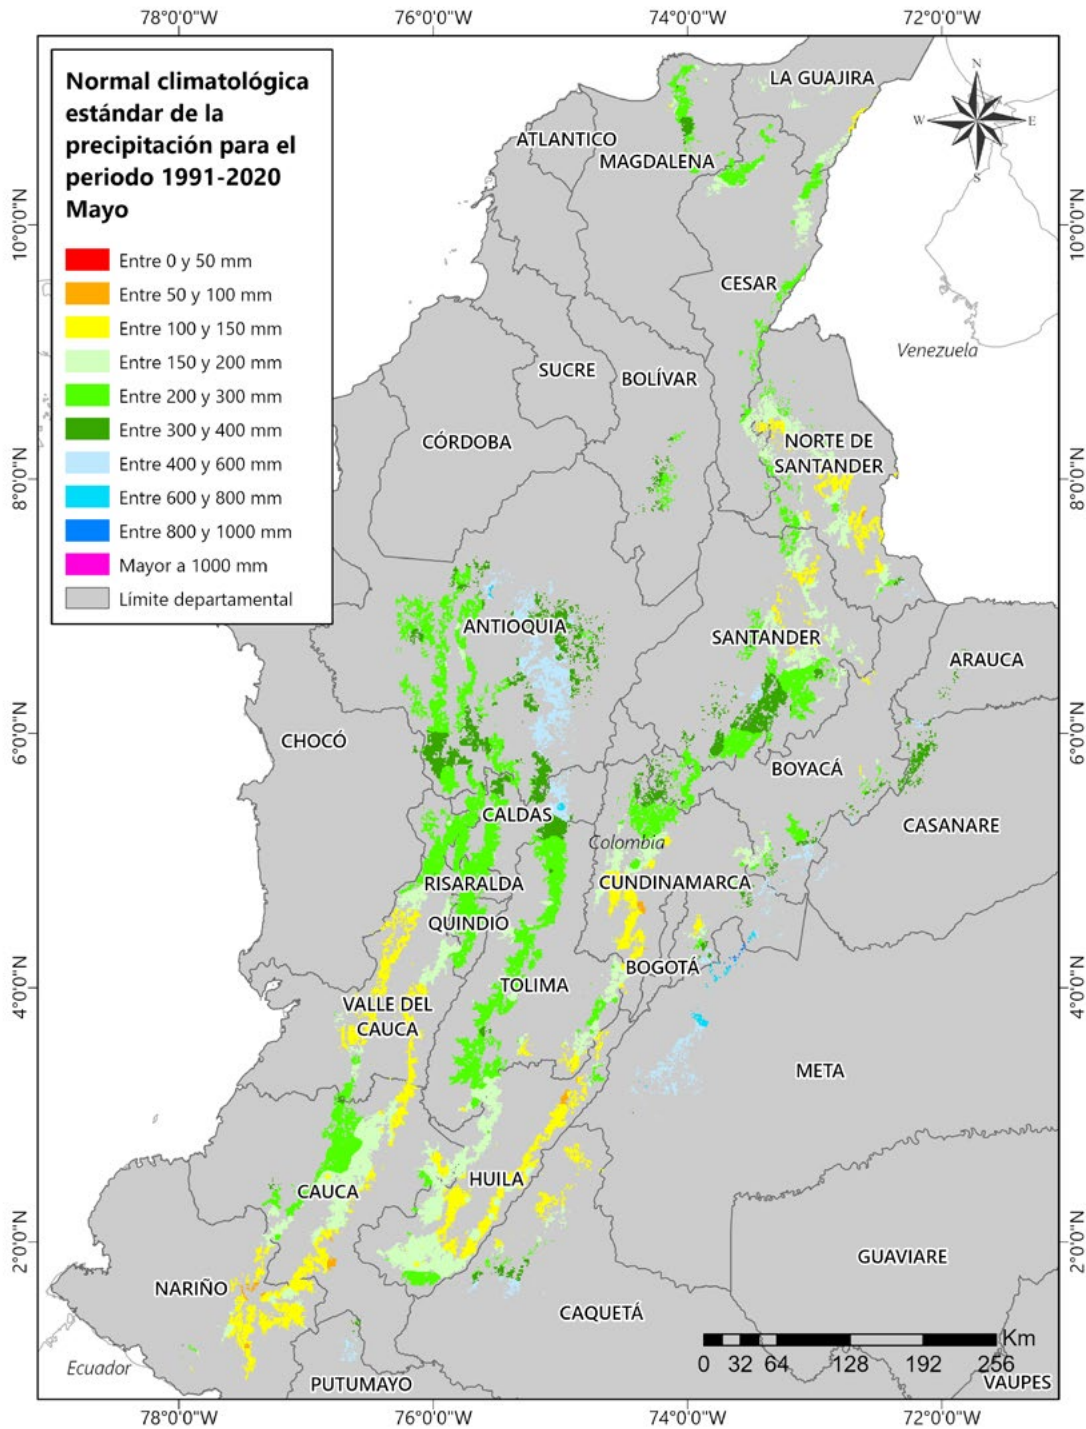 78°0'0"W
76°0'0"W
74°0'0"W
72°0'0"W
Normal climatológica
estándar de la
precipitación para el
periodo 1991-2020
Mayo
Entre 0 y 50 mm
Entre 50 y 100 mm
Entre 100 y 150 mm
Entre 150 y 200 mm
Entre 200 y 300 mm
Entre 300 y 400 mm
Entre 400 y 600 mm
Entre 600 y 800 mm
Entre 800 y 1000 mm
Mayor a 1000 mm
Límite departamental
N
W
E
S
LA GUAJIRA
ATLANTICO
MAGDALENA
10°0'0"N
10°0'0"N
CESAR
Venezuela
SUCRE
BOLÍVAR
CÓRDOBA
NORTE DE
SANTANDER
8°0'0"N
8°0'0"N
ANTIOQUIA
SANTANDER
ARAUCA
6°0'0"N
6°0'0"N
CHOCÓ
BOYACÁ
CALDAS
CASANARE
Colombia
RISARALDA
CUNDINAMARCA
QUINDIO
BOGOTÁ
TOLIMA
4°0'0"N
4°0'0"N
VALLE DEL
CAUCA
META
HUILA
CAUCA
2°0'0"N
2°0'0"N
GUAVIARE
NARIÑO
CAQUETÁ
Km
0 32 64 128 192 256
Ecuador
PUTUMAYO
VAUPES
78°0'0"W
76°0'0"W
74°0'0"W
72°0'0"W